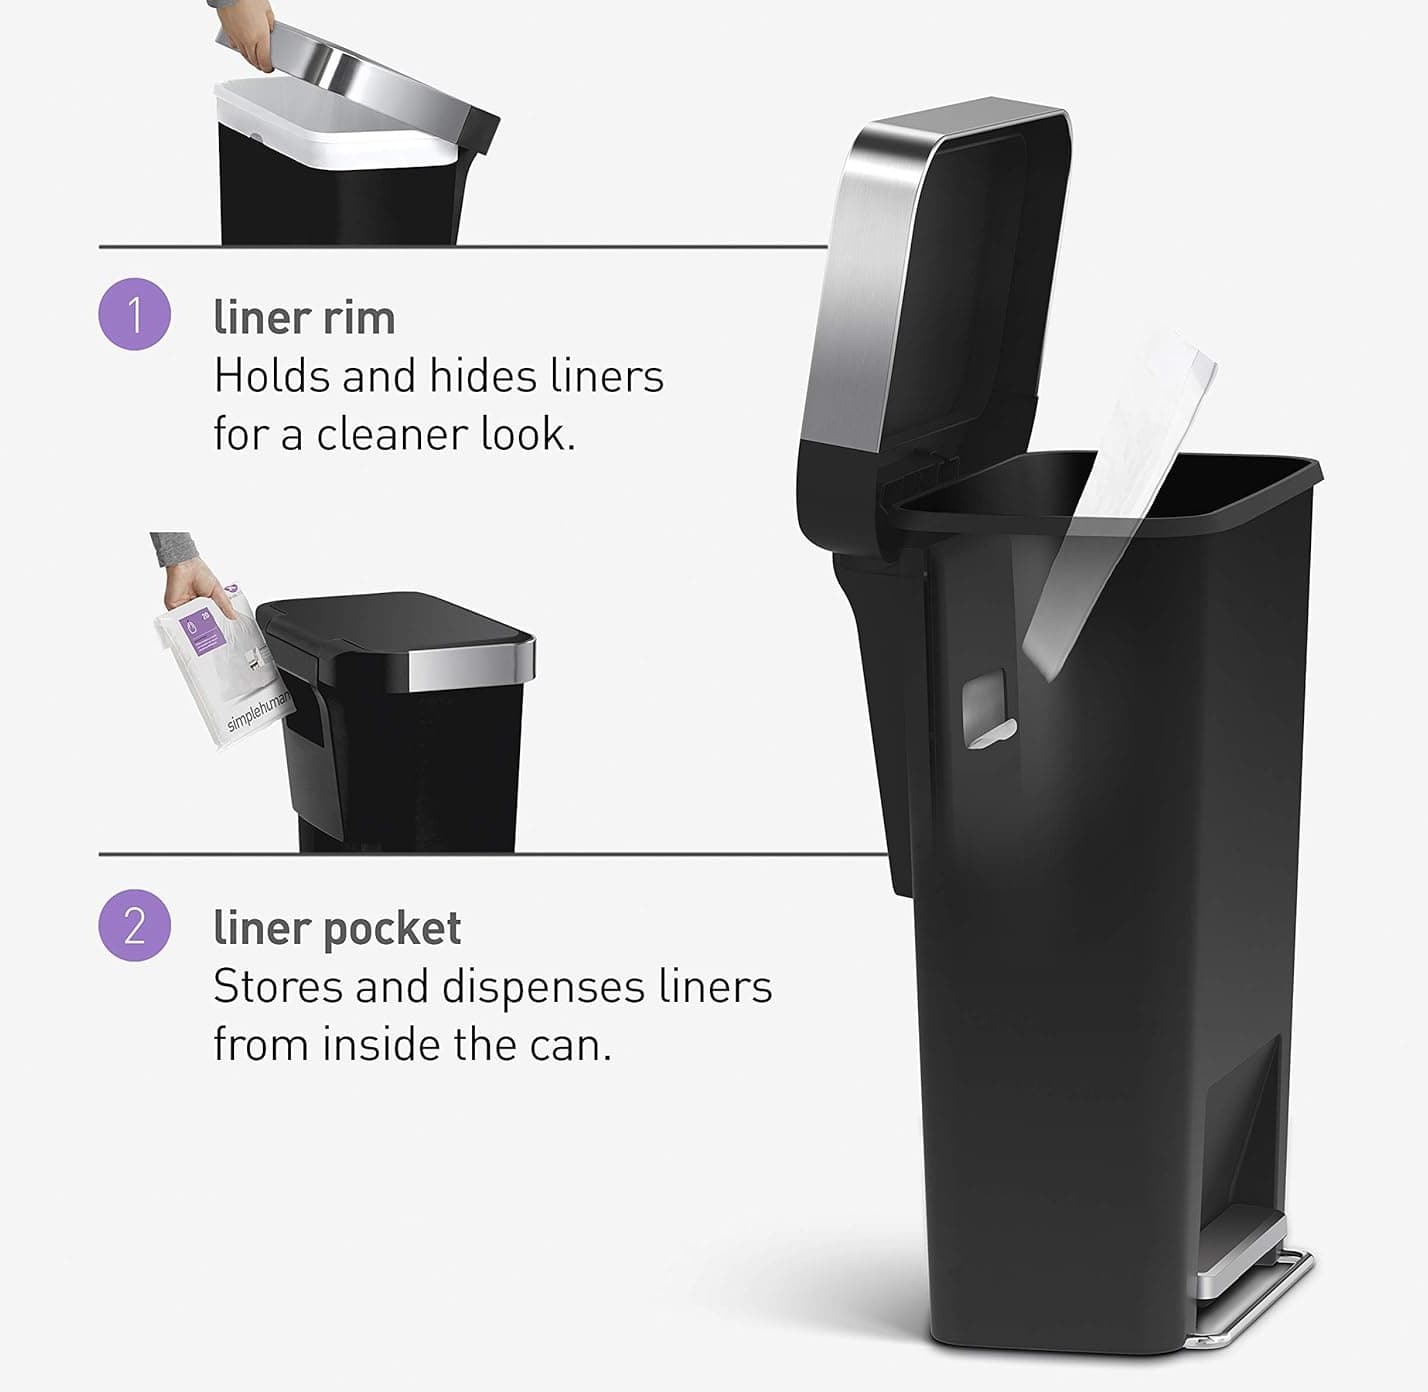 1
liner rim
Holds and hides liners
for a cleaner look.
20
simplehuman
2
liner pocket
Stores and dispenses liners
from inside the can.